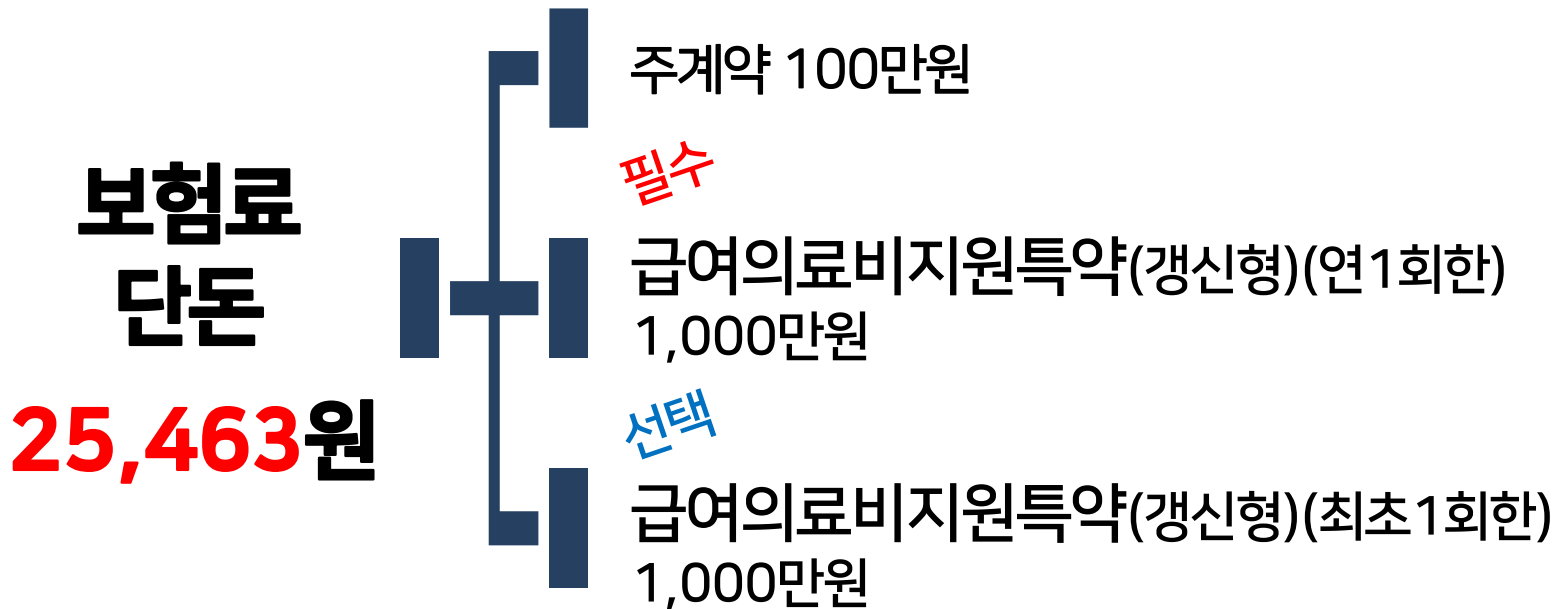 보험료
단돈
25,463원
주계약 100만원
필수
급여의료비지원특약(갱신형)(연1회한)
1,000만원
선택
급여의료비지원특약(갱신형)(최초1회한)
1,000만원